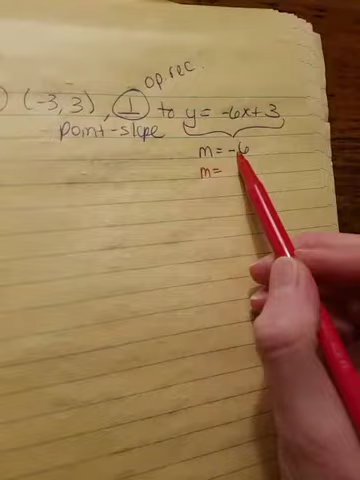 op. rec.
) (-3, 3), ⊥ to y = -6x + 3
point-slope
m = -6
m =